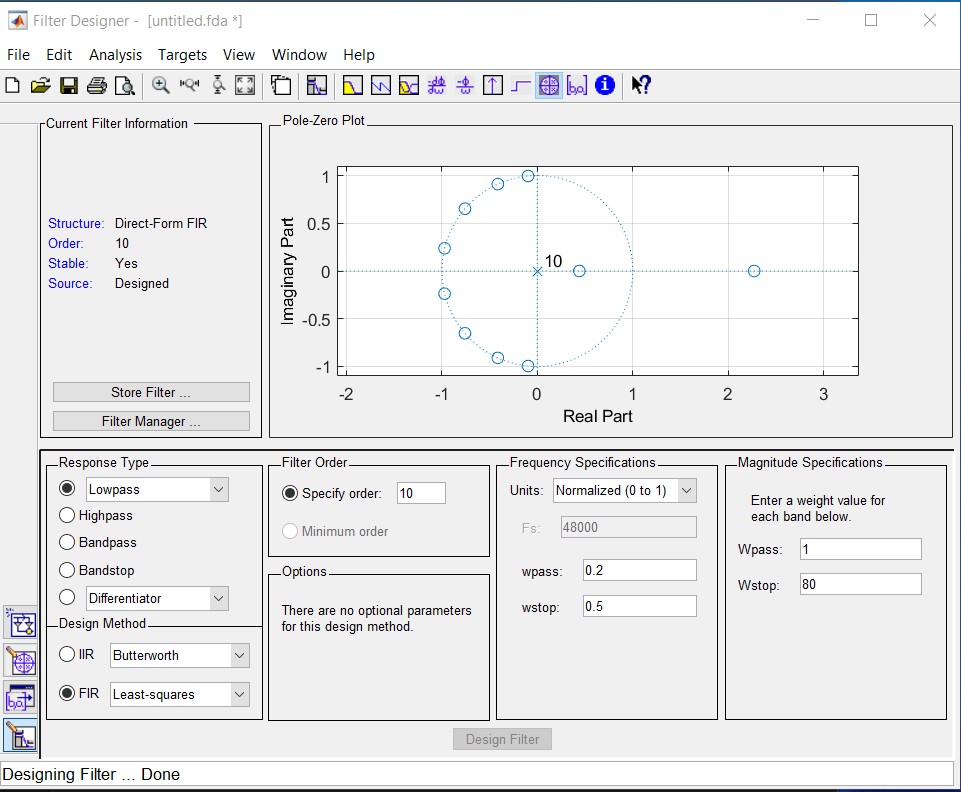 Filter Designer - [untitled.fda *]
File Edit Analysis Targets View Window Help
Current Filter Information
Structure: Direct-Form FIR
Order: 10
Stable: Yes
Source: Designed
Store Filter ...
Filter Manager ...
Pole-Zero Plot
1
0.5
0
-0.5
-1
Imaginary Part
10
-2 -1 0 1 2 3
Real Part
Response Type
Lowpass
Highpass
Bandpass
Bandstop
Differentiator
Design Method
IIR Butterworth
FIR Least-squares
Filter Order
Specify order: 10
Minimum order
Options
There are no optional parameters
for this design method.
Frequency Specifications
Units: Normalized (0 to 1)
Fs: 48000
wpass: 0.2
wstop: 0.5
Magnitude Specifications
Enter a weight value for
each band below.
Wpass: 1
Wstop: 80
Design Filter
Designing Filter ... Done